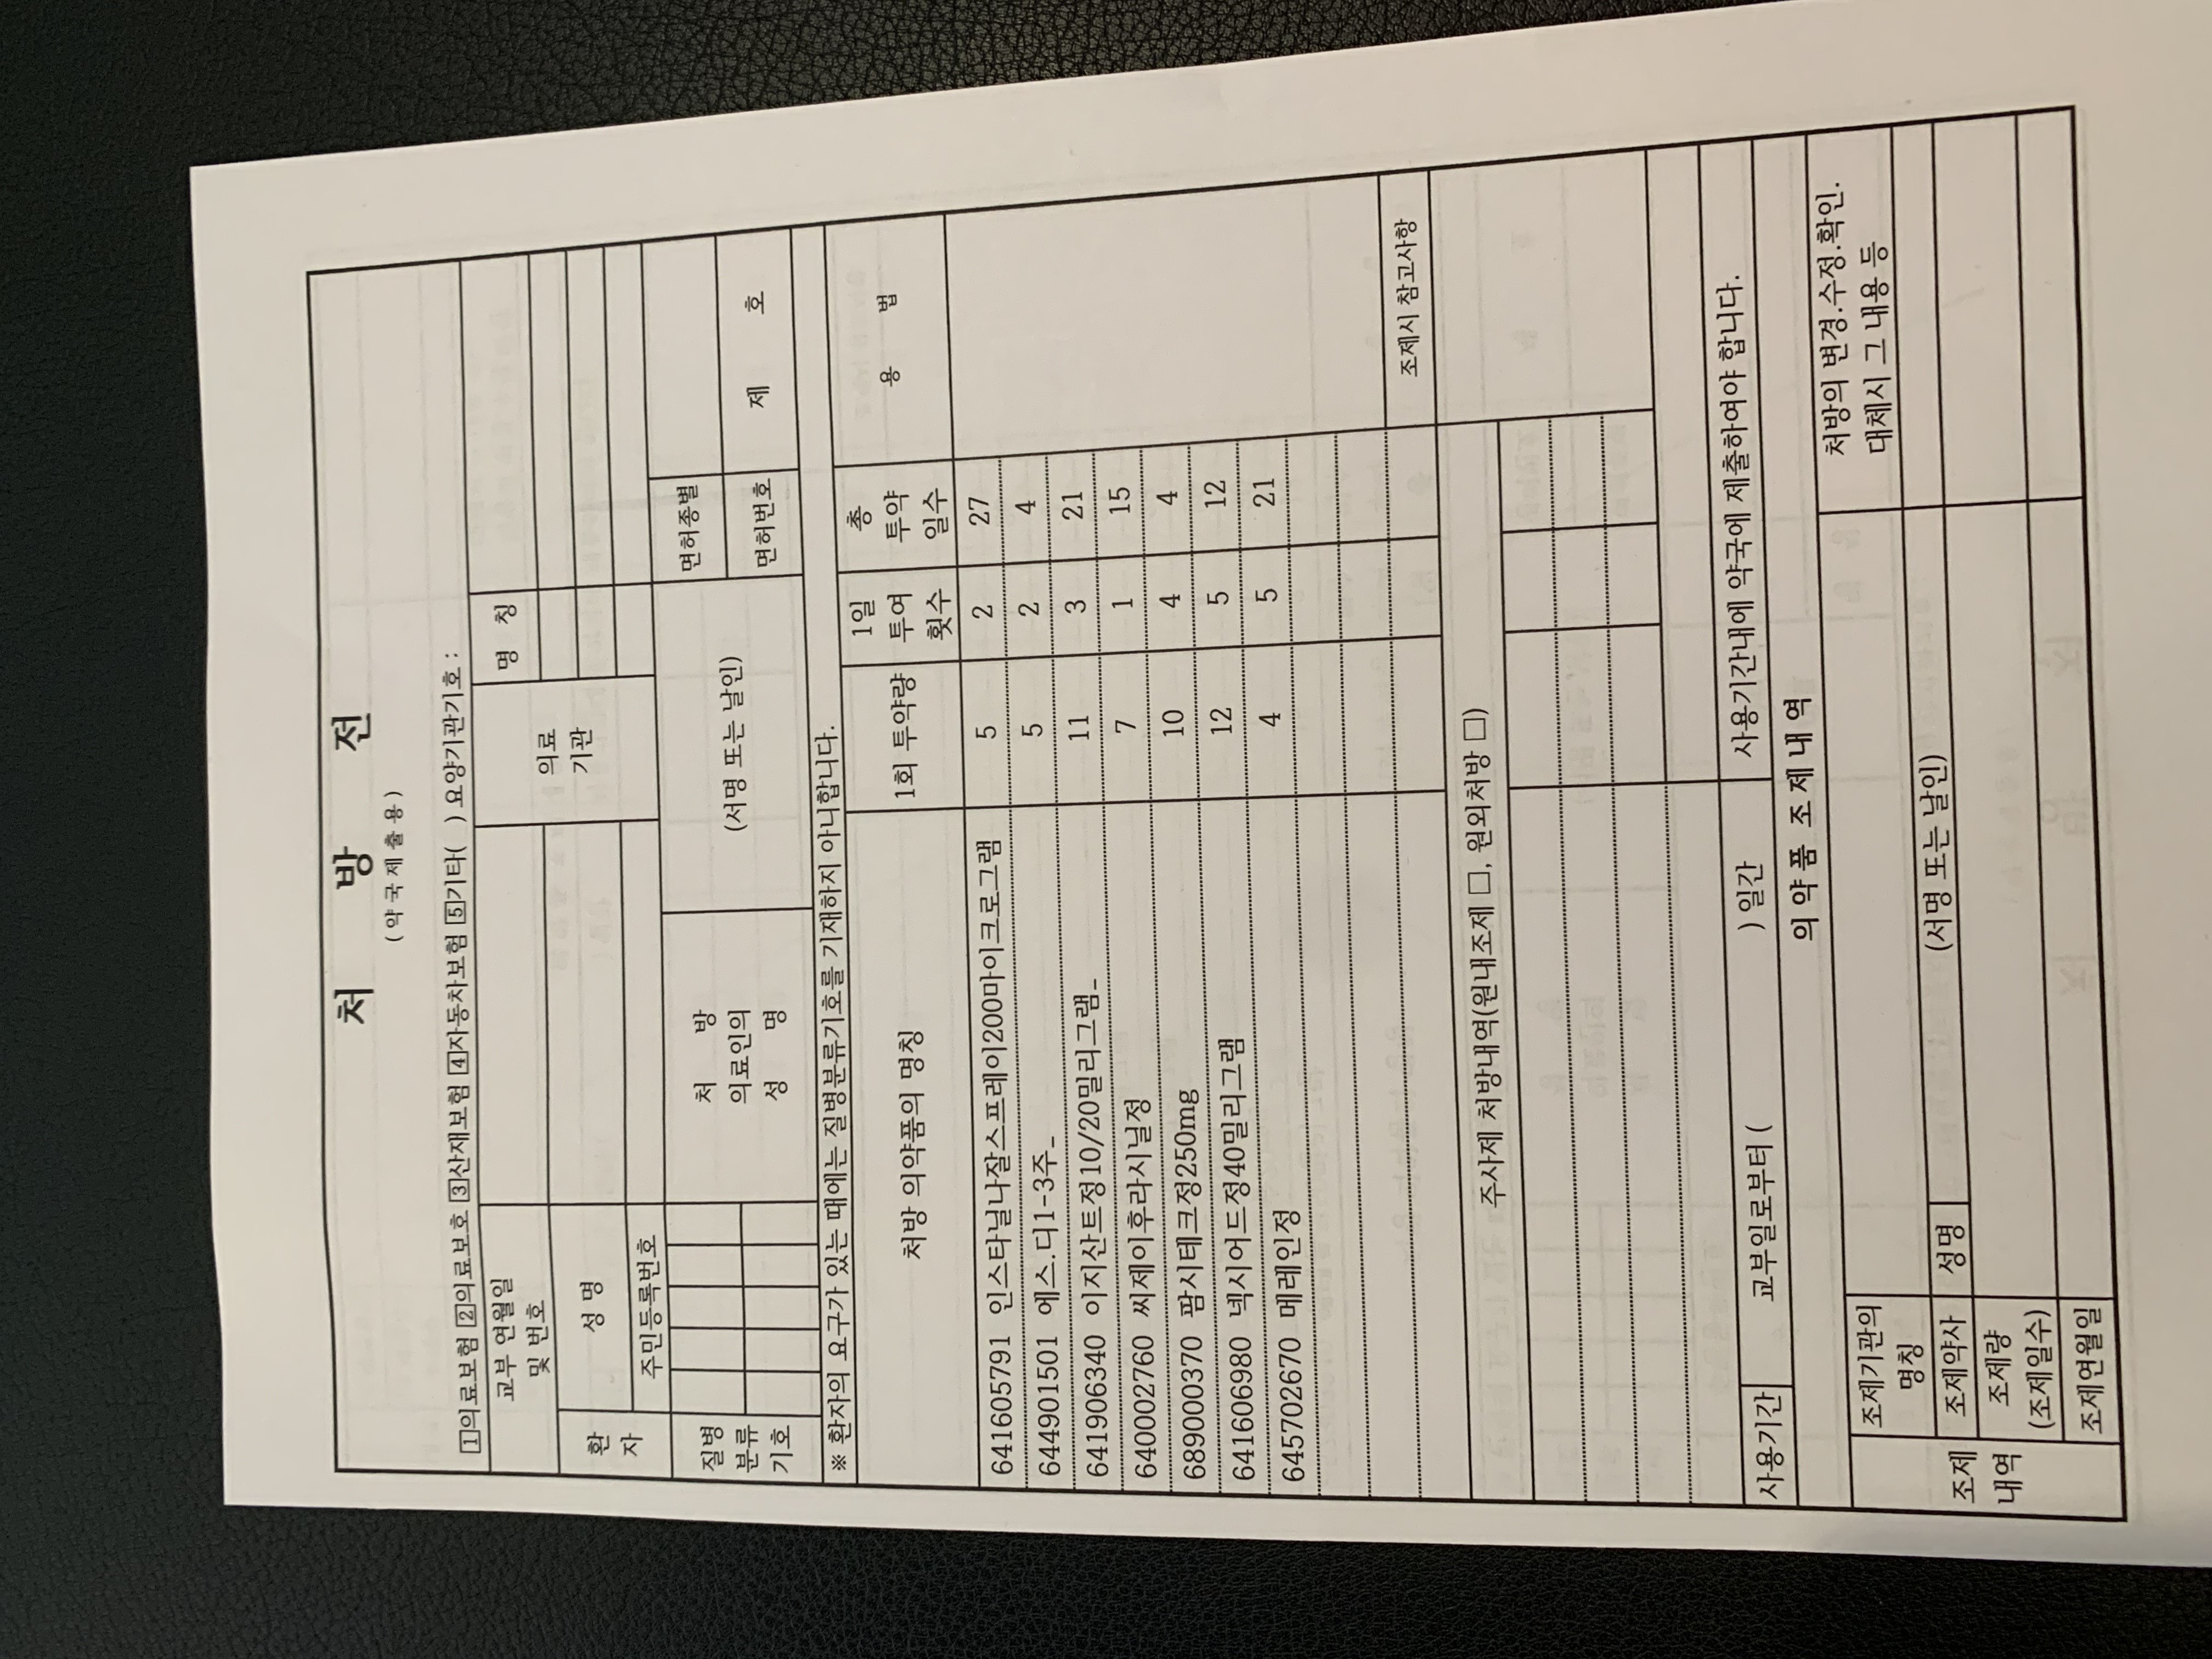 처 방 전
(약국제출용)
1의료보험 2의료보호 3산재보험 4자동차보험 5기타( ) 요양기관기호 :
교부 연월일
및 번호
의료
기관
명 칭
환
자
성 명
주민등록번호
질병
분류
기호
처 방
의료인의
성 명
(서명 또는 날인)
면허종별
면허번호
제 호
※ 환자의 요구가 있는 때에는 질병분류기호를 기재하지 아니합니다.
처방 의약품의 명칭
1회 투약량
1일
투여
횟수
총
투약
일수
용 법
641605791 인스타닐나잘스프레이200마이크로그램 5 2 27
644901501 에스.디1-3주_ 5 2 4
641906340 이지산트정10/20밀리그램_ 11 3 21
640002760 씨제이후라시닐정 7 1 15
689000370 팜시테크정250mg 10 4 4
641606980 넥시어드정40밀리그램 12 5 12
645702670 메레인정 4 5 21
조제시 참고사항
주사제 처방내역(원내조제 □, 원외처방 □)
사용기간 교부일로부터 ( ) 일간 사용기간내에 약국에 제출하여야 합니다.
의 약 품 조 제 내 역
조제
내역
조제기관의
명칭
처방의 변경.수정.확인.
대체시 그 내용 등
조제약사 성명 (서명 또는 날인)
조제량
(조제일수)
조제연월일